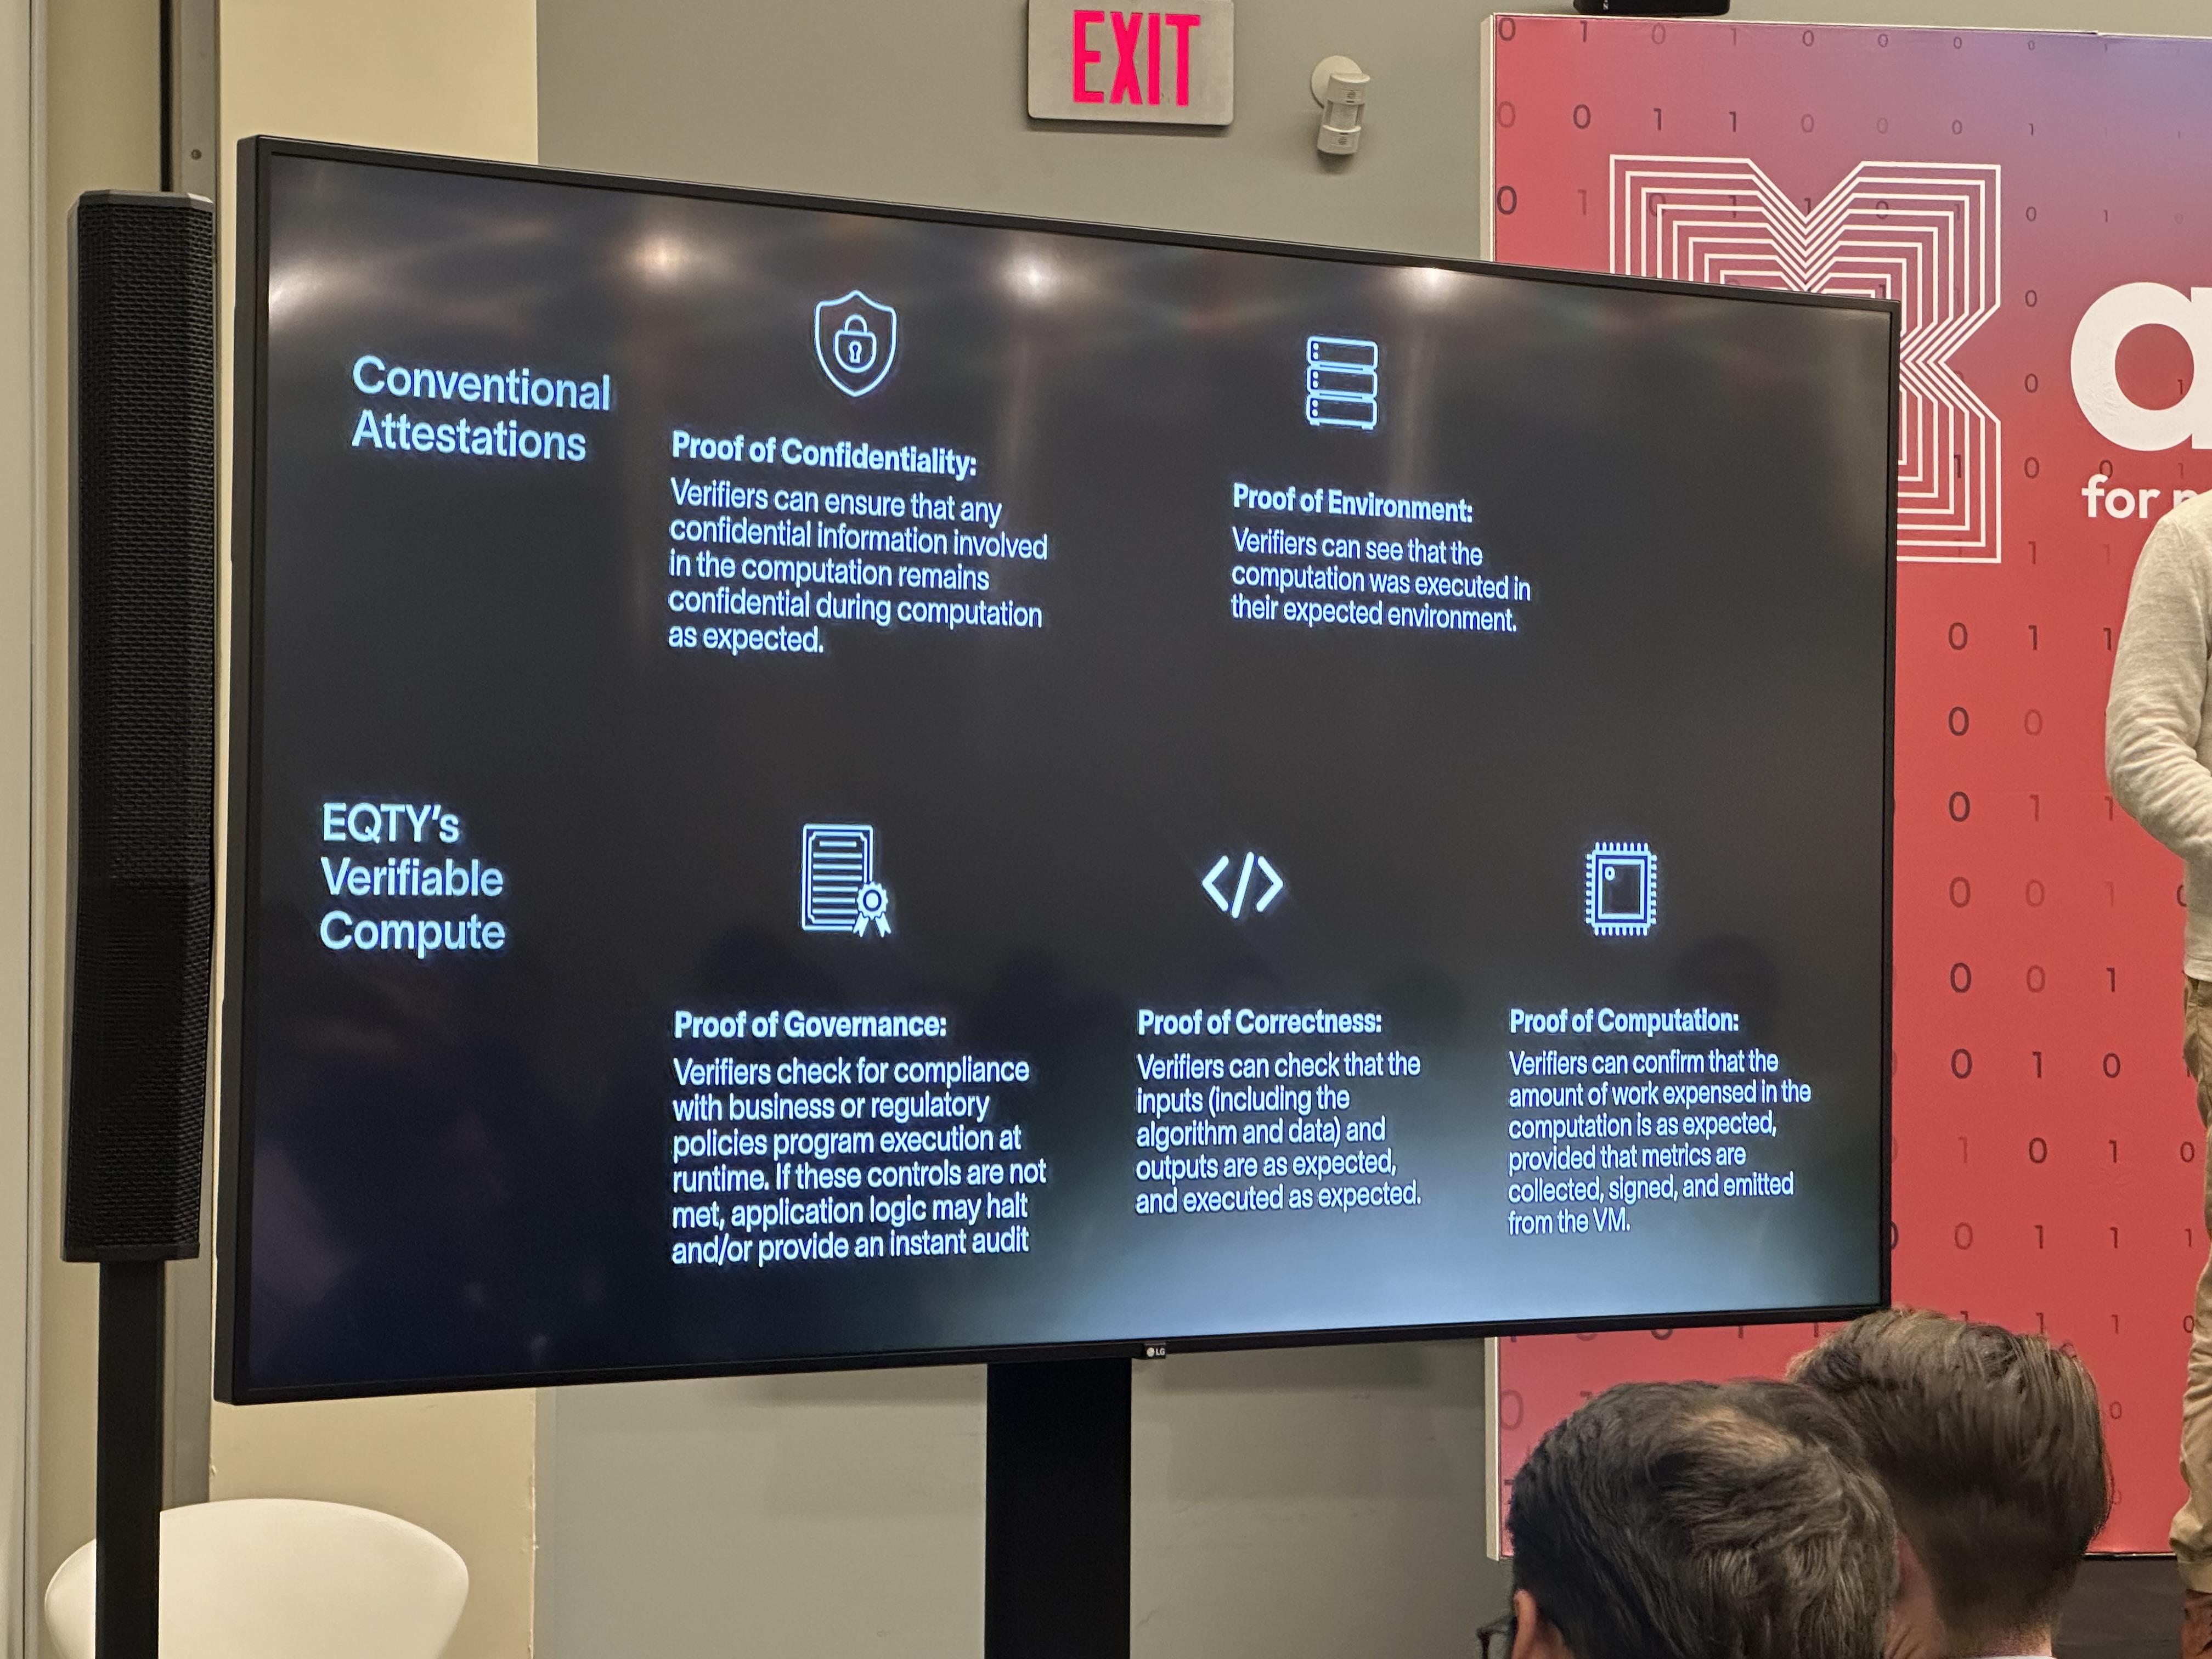 EXIT
Conventional
Attestations
Proof of Confidentiality:
Verifiers can ensure that any
confidential information involved
in the computation remains
confidential during computation
as expected.
Proof of Environment:
Verifiers can see that the
computation was executed in
their expected environment.
EQTY's
Verifiable
Compute
Proof of Governance:
Verifiers check for compliance
with business or regulatory
policies program execution at
runtime. If these controls are not
met, application logic may halt
and/or provide an instant audit
Proof of Correctness:
Verifiers can check that the
inputs (including the
algorithm and data) and
outputs are as expected,
and executed as expected.
Proof of Computation:
Verifiers can confirm that the
amount of work expensed in the
computation is as expected,
provided that metrics are
collected, signed, and emitted
from the VM.
LG
a
for